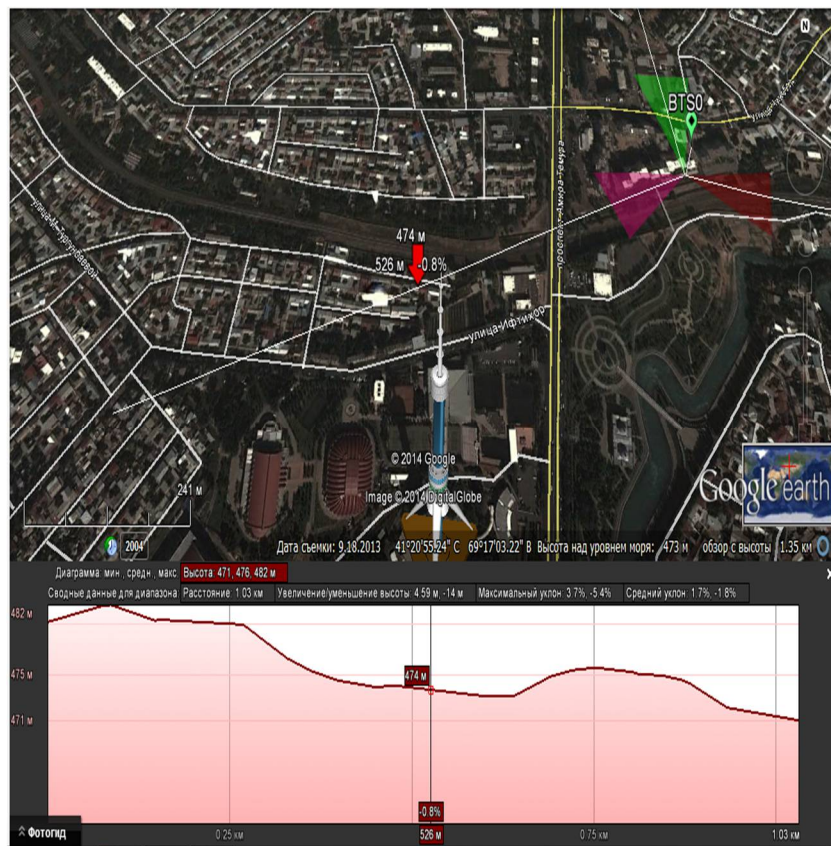 N
BTS0
улица М. Тургунбаевой
проспект Амира Темура
474 м
526 м -0.8%
улица Ифтихор
© 2014 Google
Image © 2014 DigitalGlobe
241 м
Google earth
2004
Дата съемки: 9.18.2013 41°20'55.24" С 69°17'03.22" В Высота над уровнем моря: 473 м обзор с высоты 1.35 км
Диаграмма: мин., средн., макс. Высота: 471, 476, 482 м
Сводные данные для диапазона: Расстояние: 1.03 км Увеличение/уменьшение высоты: 4.59 м, -14 м Максимальный уклон: 3.7%, -5.4% Средний уклон: 1.7%, -1.8%
482 м
475 м
474 м
471 м
-0.8%
Фотогид
0.25 км
526 м
0.75 км
1.03 км